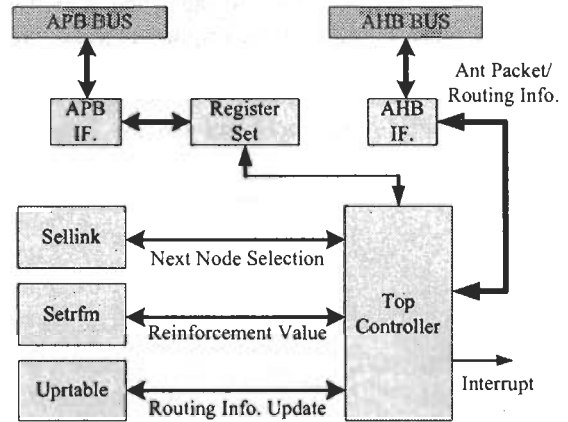 APB BUS
AHB BUS
Ant Packet/
Routing Info.
APB
IF.
Register
Set
AHB
IF.
Sellink
Next Node Selection
Setrfm
Reinforcement Value
Top
Controller
Uprtable
Routing Info. Update
Interrupt